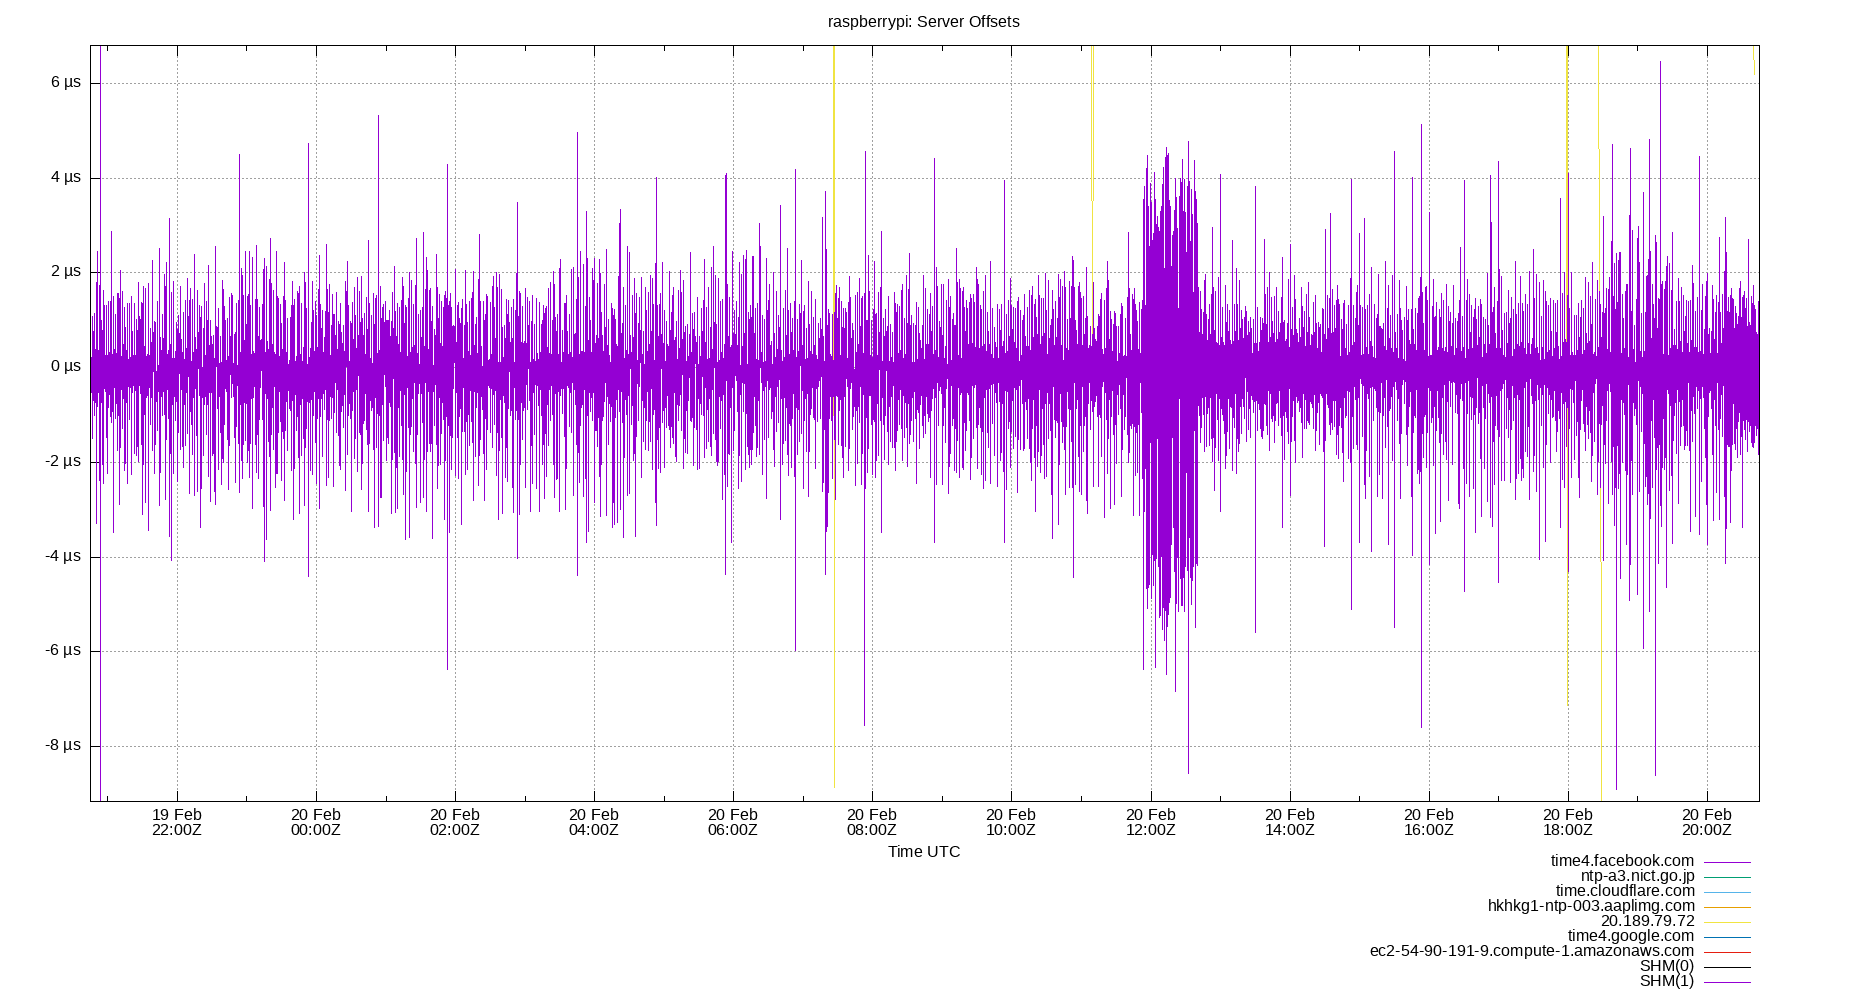 raspberrypi: Server Offsets
6 µs
4 µs
2 µs
0 µs
-2 µs
-4 µs
-6 µs
-8 µs
19 Feb 20 Feb 20 Feb 20 Feb 20 Feb 20 Feb 20 Feb 20 Feb 20 Feb 20 Feb 20 Feb 20 Feb
22:00Z 00:00Z 02:00Z 04:00Z 06:00Z 08:00Z 10:00Z 12:00Z 14:00Z 16:00Z 18:00Z 20:00Z
Time UTC
time4.facebook.com
ntp-a3.nict.go.jp
time.cloudflare.com
hkhkg1-ntp-003.aaplimg.com
20.189.79.72
time4.google.com
ec2-54-90-191-9.compute-1.amazonaws.com
SHM(0)
SHM(1)